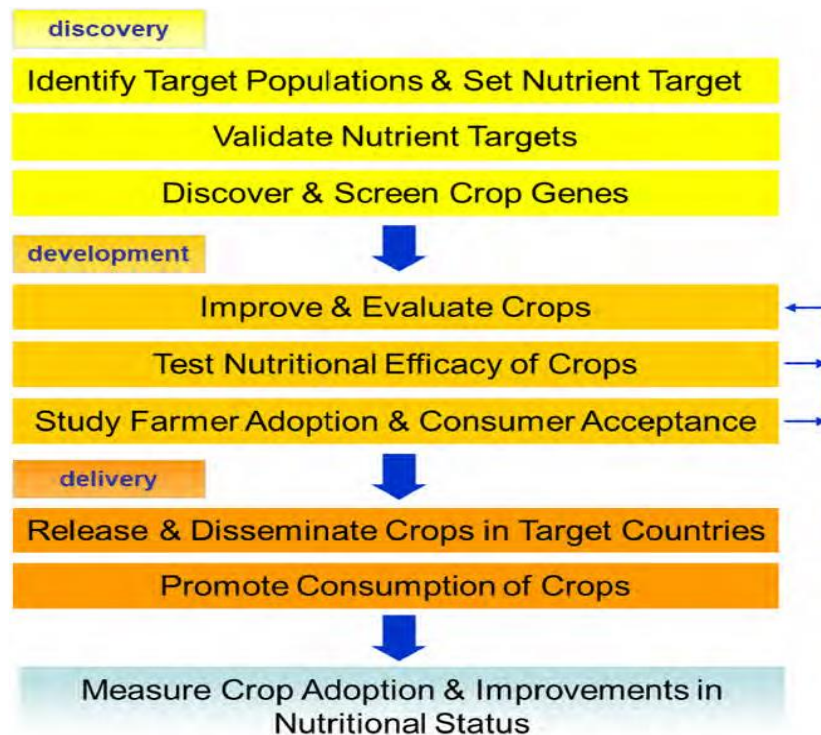 discovery
Identify Target Populations & Set Nutrient Target
Validate Nutrient Targets
Discover & Screen Crop Genes
development
Improve & Evaluate Crops
Test Nutritional Efficacy of Crops
Study Farmer Adoption & Consumer Acceptance
delivery
Release & Disseminate Crops in Target Countries
Promote Consumption of Crops
Measure Crop Adoption & Improvements in
Nutritional Status